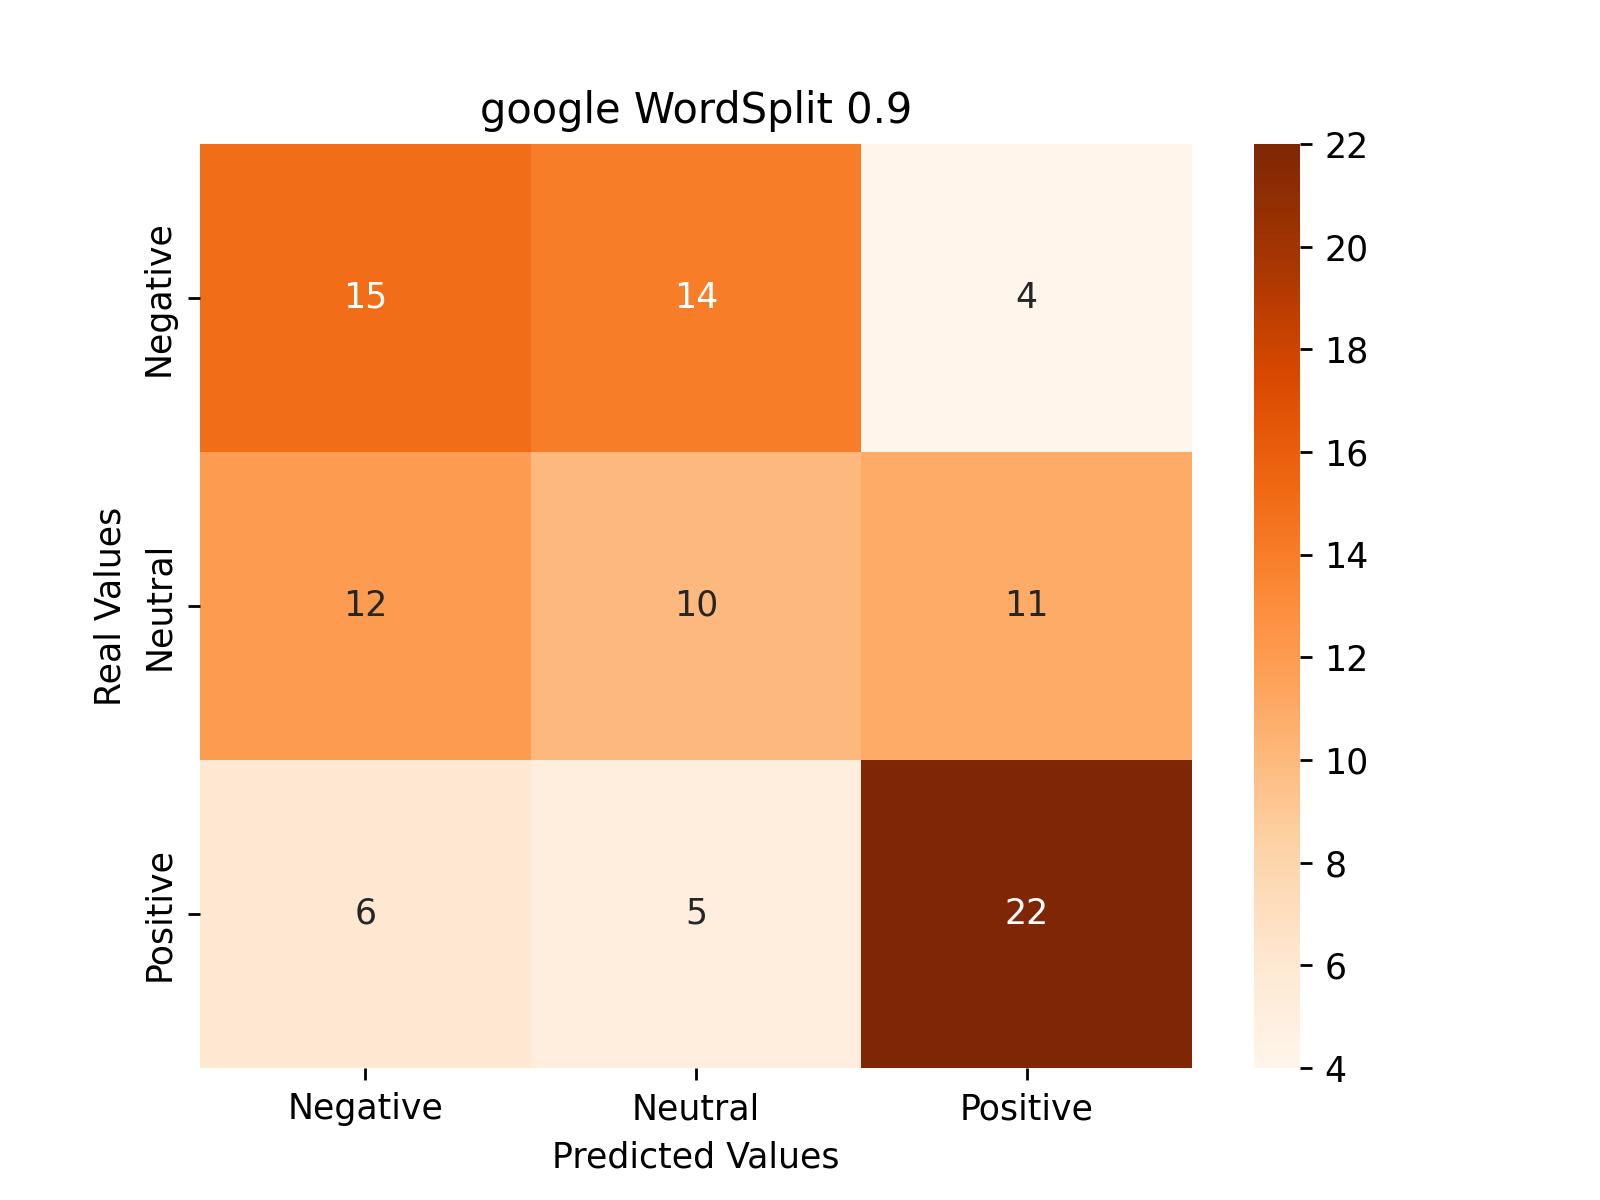 google WordSplit 0.9
Real Values
Negative
15 14 4
Neutral
12 10 11
Positive
6 5 22
Negative Neutral Positive
Predicted Values
22
20
18
16
14
12
10
8
6
4